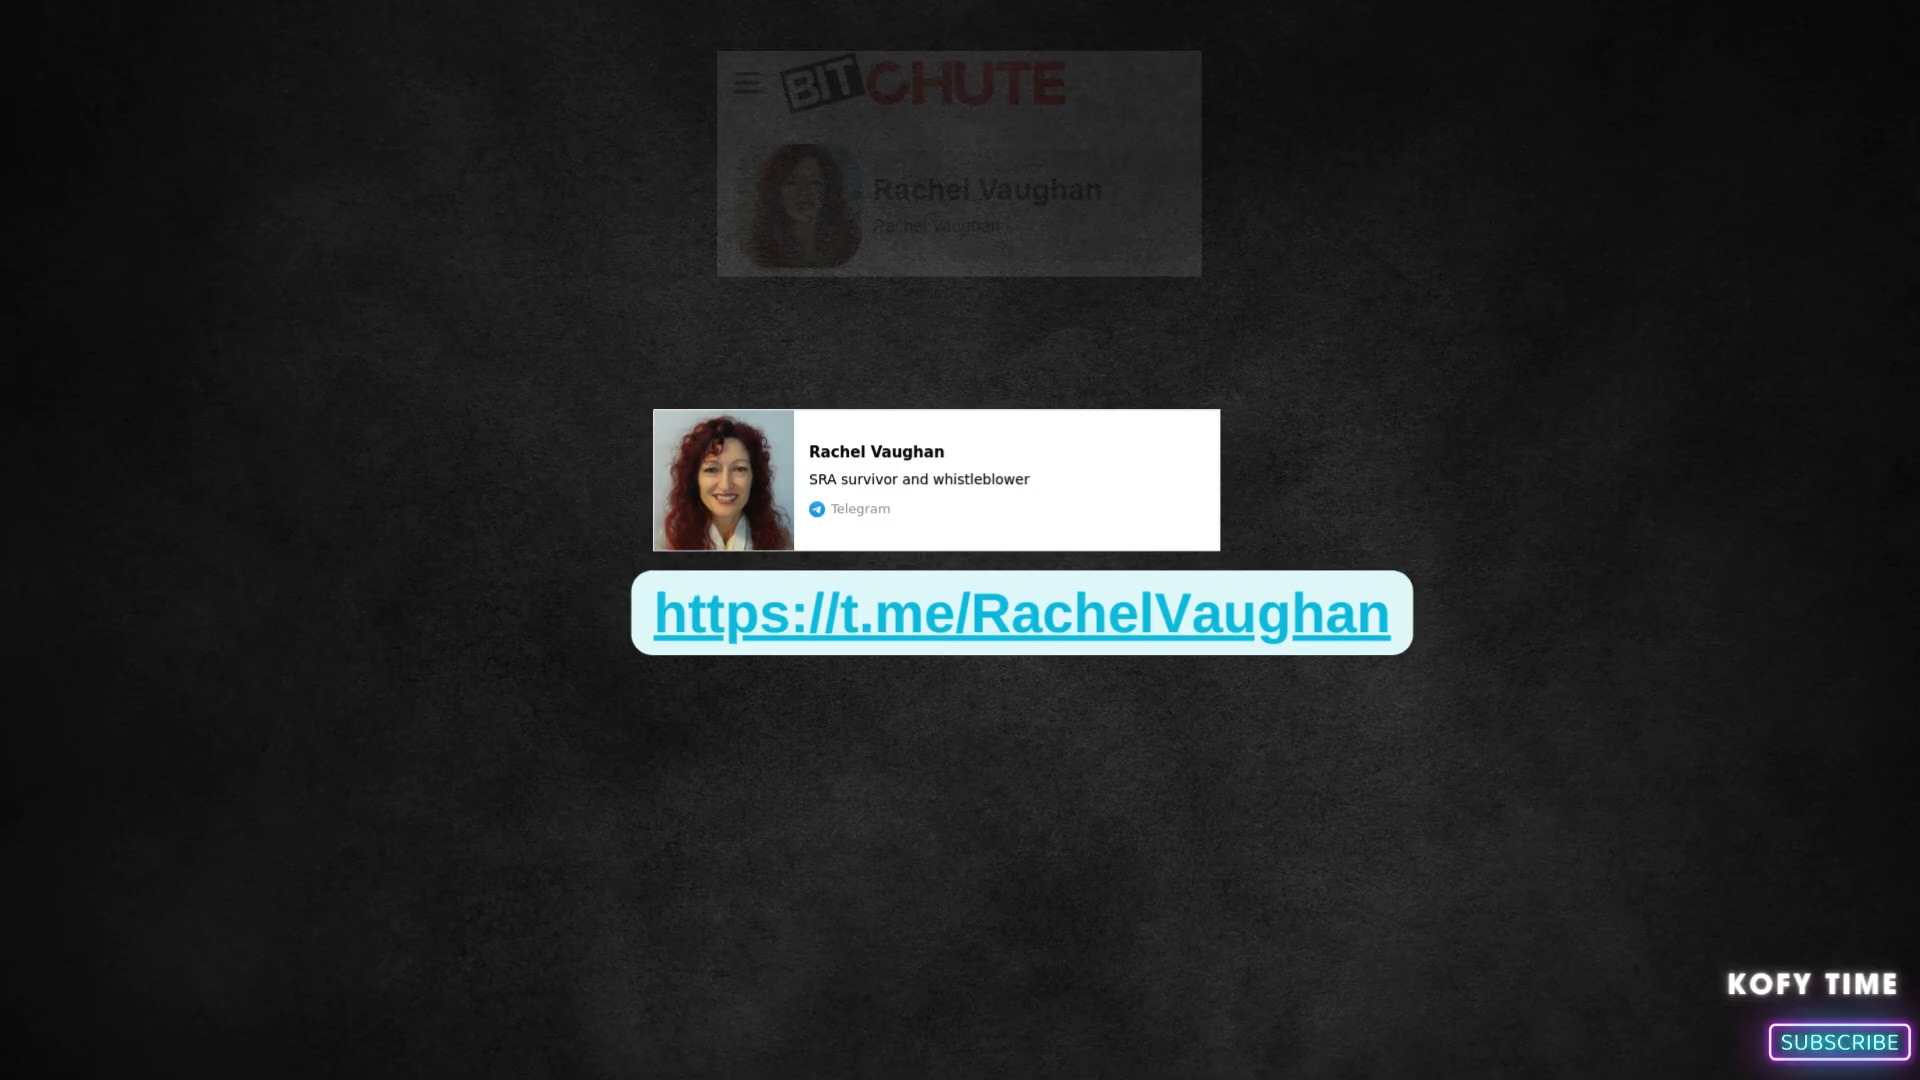 BITCHUTE
Rachel Vaughan
Rachel Vaughan
Rachel Vaughan
SRA survivor and whistleblower
Telegram
https://t.me/RachelVaughan
KOFY TIME
SUBSCRIBE